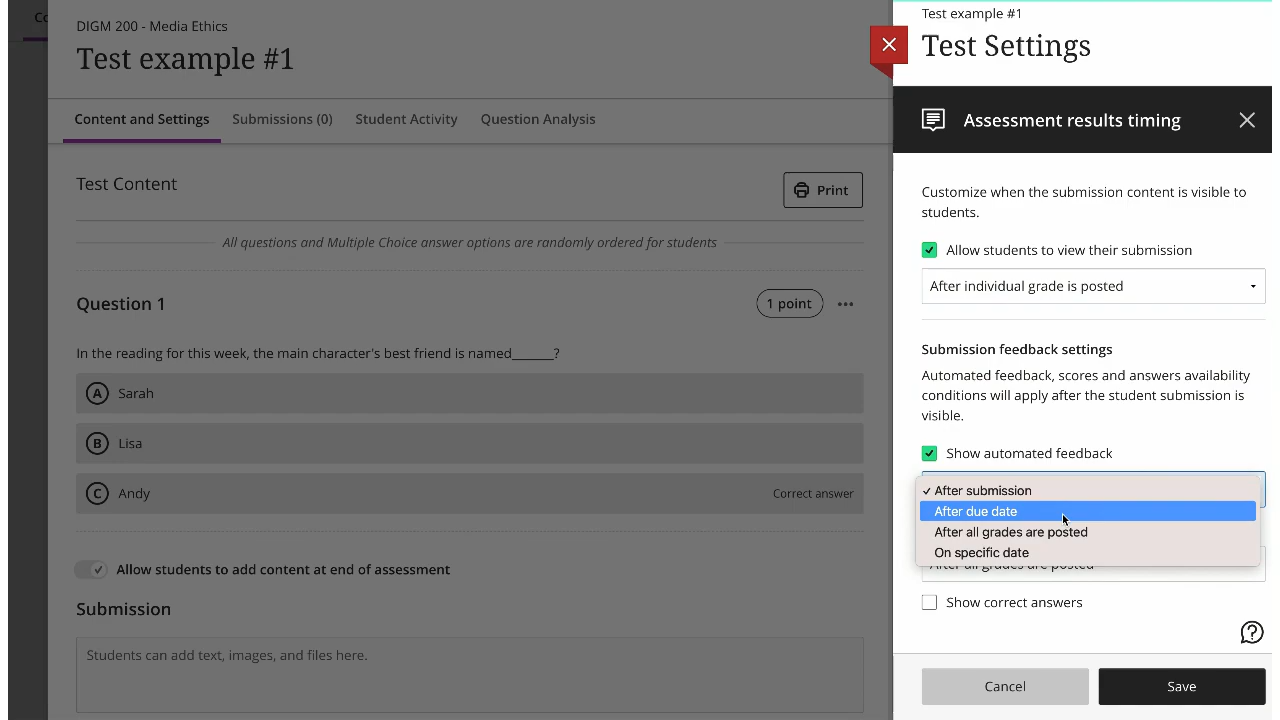 Co
DIGM 200 - Media Ethics
Test example #1
Content and Settings
Submissions (0)
Student Activity
Question Analysis
Test Content
Print
All questions and Multiple Choice answer options are randomly ordered for students
Question 1
1 point
In the reading for this week, the main character's best friend is named______?
A Sarah
B Lisa
C Andy
Correct answer
Allow students to add content at end of assessment
Submission
Students can add text, images, and files here.
Test example #1
Test Settings
Assessment results timing
Customize when the submission content is visible to
students.
Allow students to view their submission
After individual grade is posted
Submission feedback settings
Automated feedback, scores and answers availability
conditions will apply after the student submission is
visible.
Show automated feedback
After submission
After due date
After all grades are posted
On specific date
After all grades are posted
Show correct answers
Cancel
Save